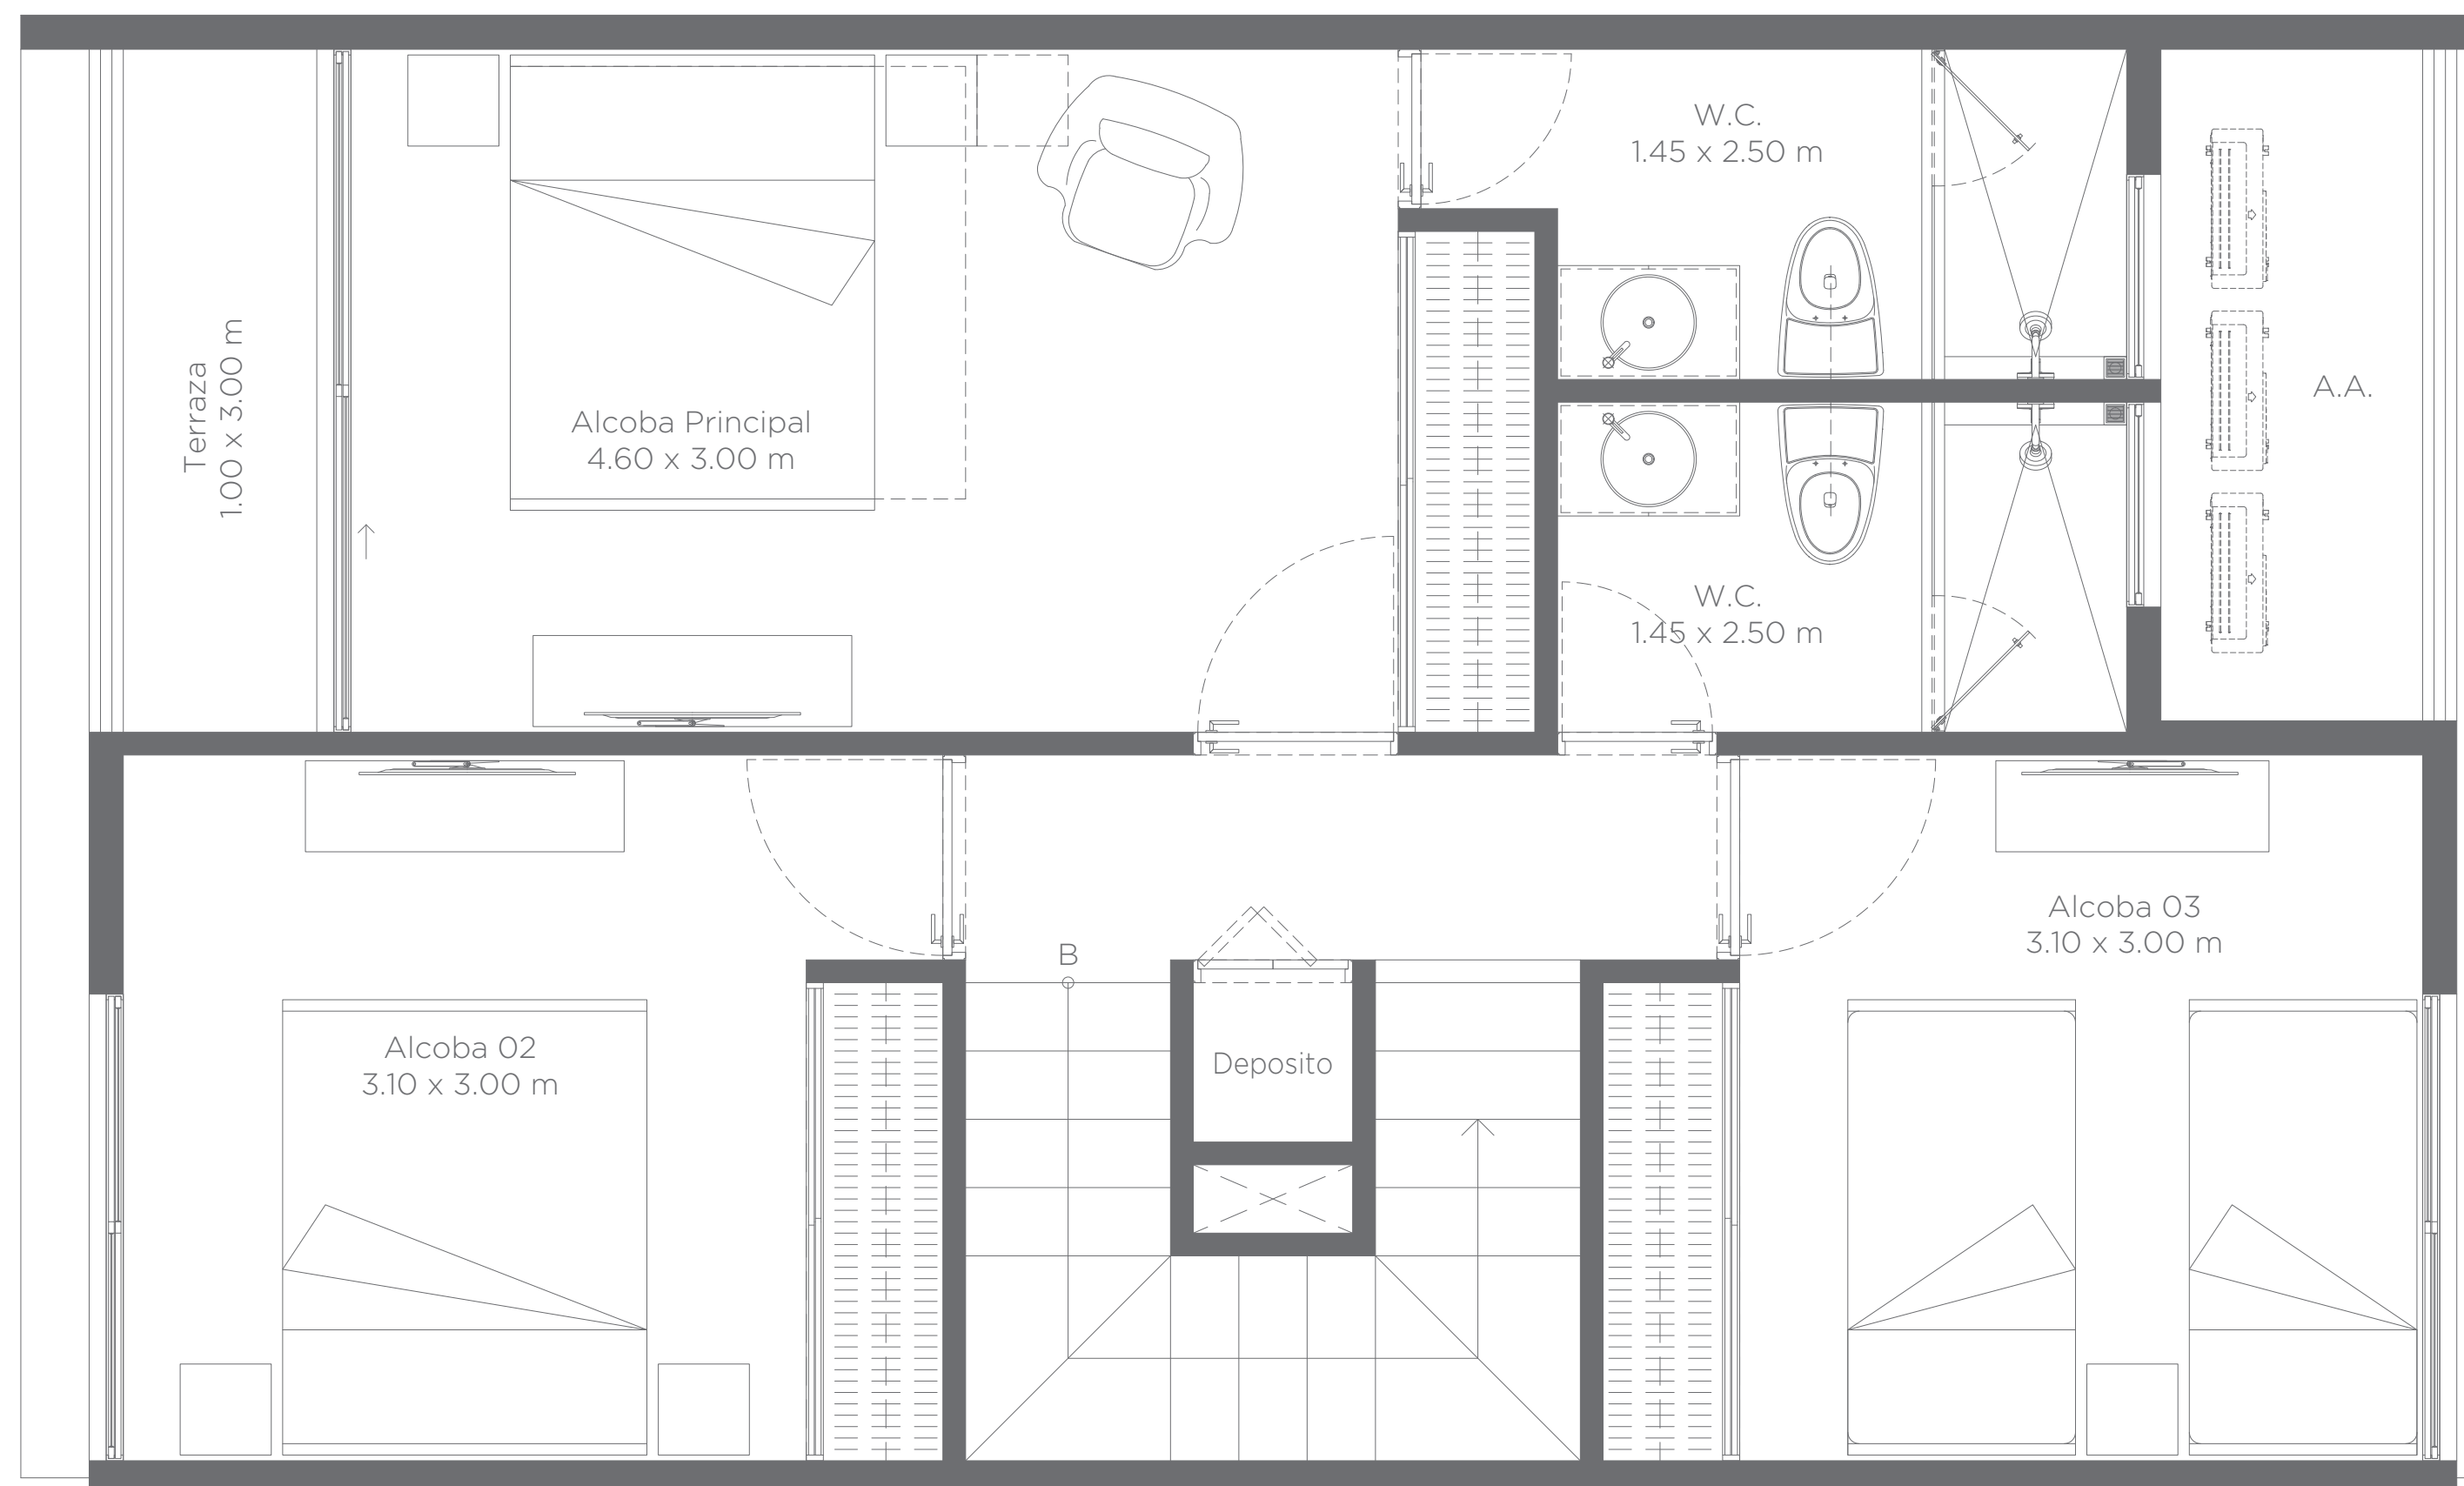 W.C.
1.45 x 2.50 m
Terraza
1.00 x 3.00 m
Alcoba Principal
4.60 x 3.00 m
A.A.
W.C.
1.45 x 2.50 m
Alcoba 03
3.10 x 3.00 m
B
Alcoba 02
3.10 x 3.00 m
Deposito